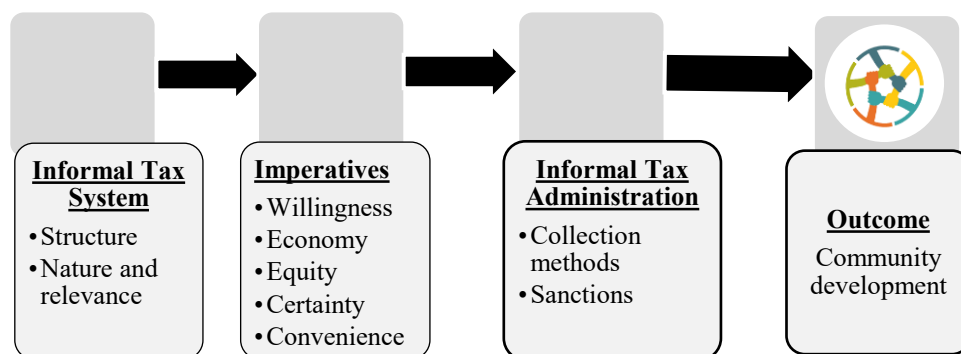 Informal Tax
System
•Structure
•Nature and
relevance
Imperatives
•Willingness
•Economy
•Equity
•Certainty
•Convenience
Informal Tax
Administration
•Collection
methods
•Sanctions
Outcome
Community
development